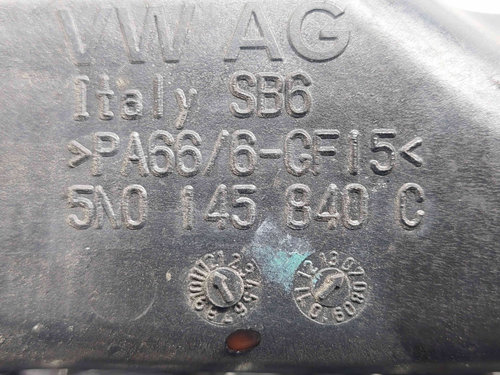 VW AG
Italy SB6
>PA66/6-GF15<
5N0 145 840 C